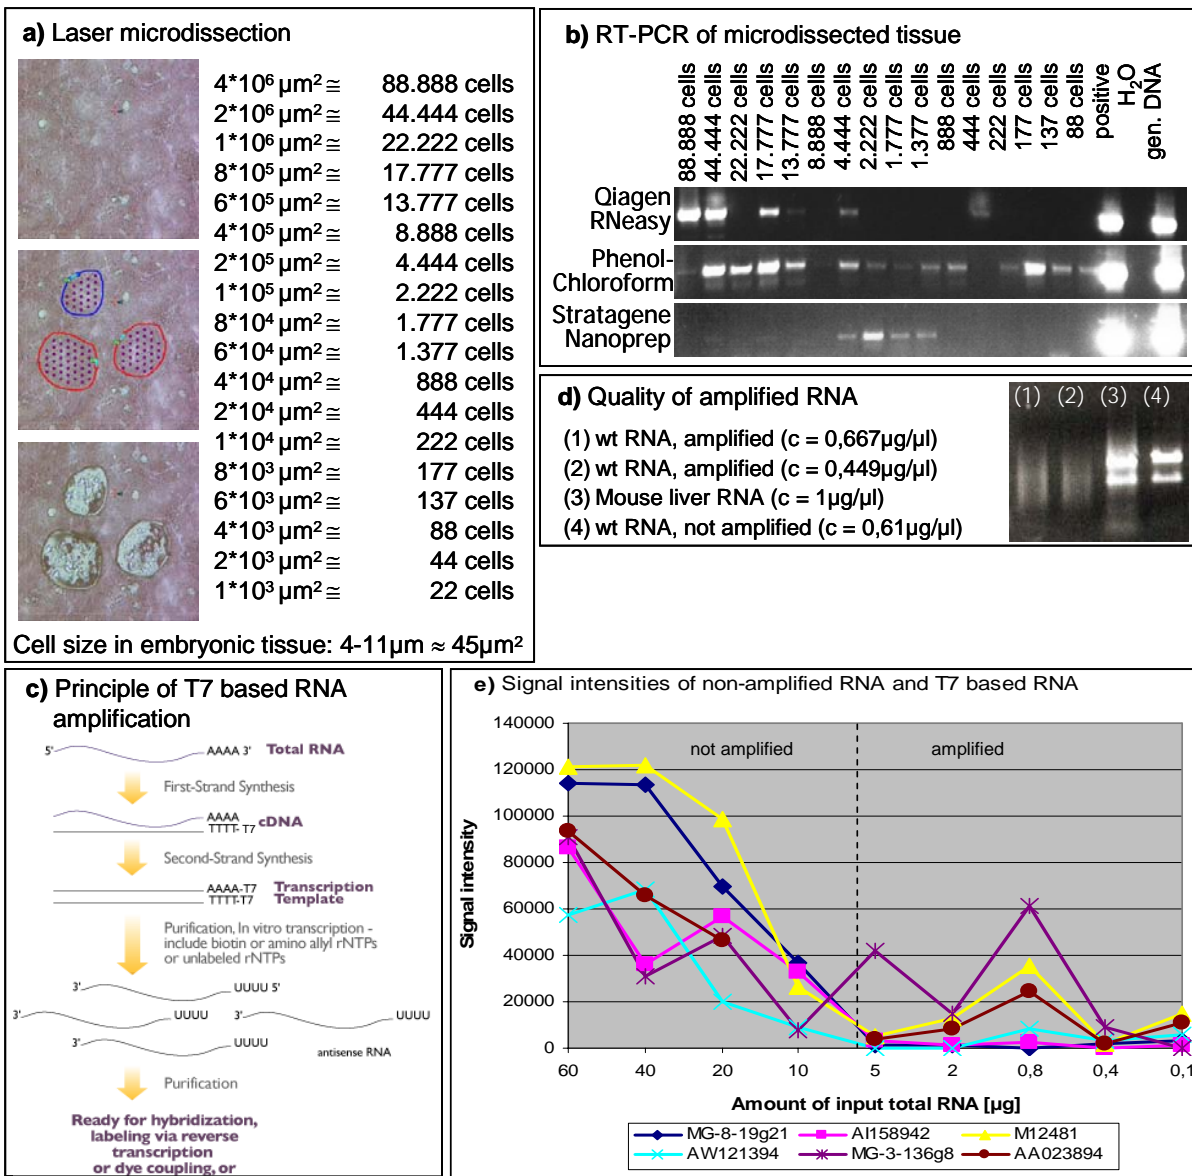 a) Laser microdissection
4*10⁶ µm² ≅ 88.888 cells
2*10⁶ µm² ≅ 44.444 cells
1*10⁶ µm² ≅ 22.222 cells
8*10⁵ µm² ≅ 17.777 cells
6*10⁵ µm² ≅ 13.777 cells
4*10⁵ µm² ≅ 8.888 cells
2*10⁵ µm² ≅ 4.444 cells
1*10⁵ µm² ≅ 2.222 cells
8*10⁴ µm² ≅ 1.777 cells
6*10⁴ µm² ≅ 1.377 cells
4*10⁴ µm² ≅ 888 cells
2*10⁴ µm² ≅ 444 cells
1*10⁴ µm² ≅ 222 cells
8*10³ µm² ≅ 177 cells
6*10³ µm² ≅ 137 cells
4*10³ µm² ≅ 88 cells
2*10³ µm² ≅ 44 cells
1*10³ µm² ≅ 22 cells
Cell size in embryonic tissue: 4-11µm ≈ 45µm²
b) RT-PCR of microdissected tissue
88.888 cells
44.444 cells
22.222 cells
17.777 cells
13.777 cells
8.888 cells
4.444 cells
2.222 cells
1.777 cells
1.377 cells
888 cells
444 cells
222 cells
177 cells
137 cells
88 cells
positive
H₂O
gen. DNA
Qiagen
RNeasy
Phenol-
Chloroform
Stratagene
Nanoprep
d) Quality of amplified RNA
(1) wt RNA, amplified (c = 0,667µg/µl)
(2) wt RNA, amplified (c = 0,449µg/µl)
(3) Mouse liver RNA (c = 1µg/µl)
(4) wt RNA, not amplified (c = 0,61µg/µl)
(1) (2) (3) (4)
c) Principle of T7 based RNA
amplification
5' AAAA 3' Total RNA
First-Strand Synthesis
AAAA
TTTT-T7 cDNA
Second-Strand Synthesis
AAAA-T7 Transcription
TTTT-T7 Template
Purification, In vitro transcription -
include biotin or amino allyl rNTPs
or unlabeled rNTPs
3' UUUU 5'
3' UUUU 3' UUUU
3' UUUU
antisense RNA
Purification
Ready for hybridization,
labeling via reverse
transcription
or dye coupling, or
e) Signal intensities of non-amplified RNA and T7 based RNA
not amplified amplified
Signal intensity
140000
120000
100000
80000
60000
40000
20000
0
60 40 20 10 5 2 0,8 0,4 0,1
Amount of input total RNA [µg]
MG-8-19g21 AI158942 M12481
AW121394 MG-3-136g8 AA023894